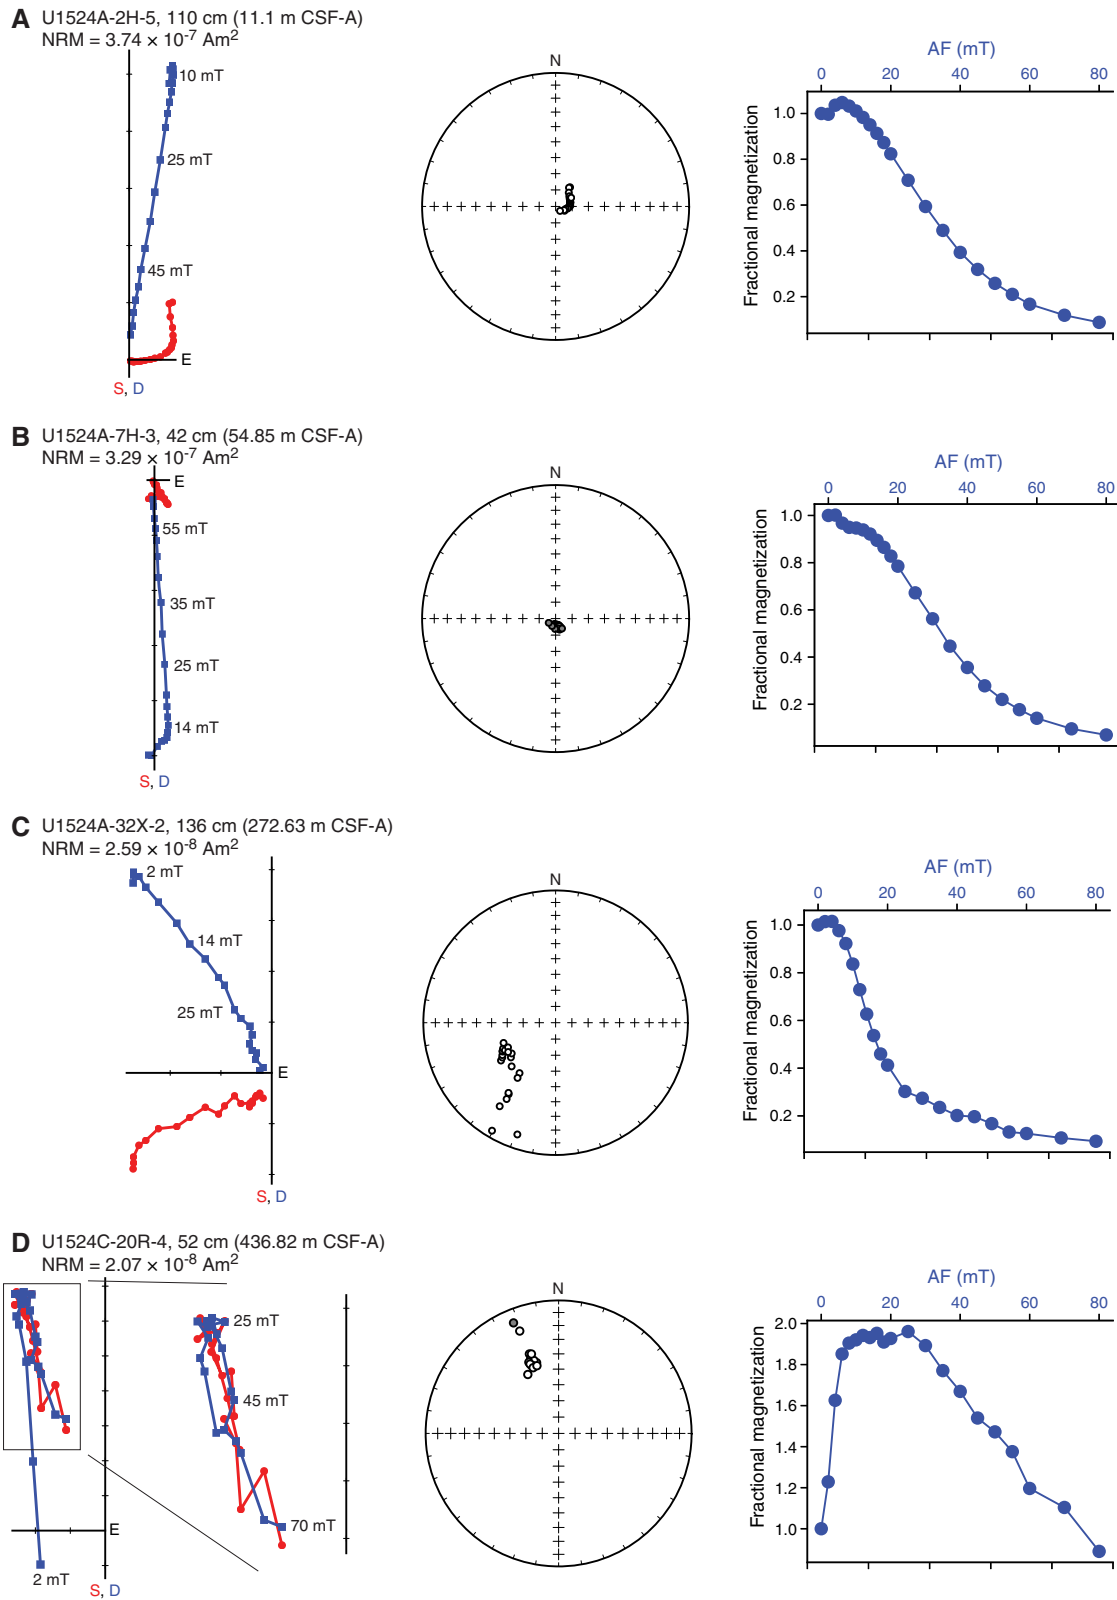 A U1524A-2H-5, 110 cm (11.1 m CSF-A)
NRM = 3.74 × 10⁻⁷ Am²
10 mT
25 mT
45 mT
E
S, D
N
AF (mT)
0 20 40 60 80
Fractional magnetization
1.0
0.8
0.6
0.4
0.2
B U1524A-7H-3, 42 cm (54.85 m CSF-A)
NRM = 3.29 × 10⁻⁷ Am²
E
55 mT
35 mT
25 mT
14 mT
S, D
N
AF (mT)
0 20 40 60 80
Fractional magnetization
1.0
0.8
0.6
0.4
0.2
C U1524A-32X-2, 136 cm (272.63 m CSF-A)
NRM = 2.59 × 10⁻⁸ Am²
2 mT
14 mT
25 mT
E
S, D
N
AF (mT)
0 20 40 60 80
Fractional magnetization
1.0
0.8
0.6
0.4
0.2
D U1524C-20R-4, 52 cm (436.82 m CSF-A)
NRM = 2.07 × 10⁻⁸ Am²
25 mT
45 mT
70 mT
E
2 mT
S, D
N
AF (mT)
0 20 40 60 80
Fractional magnetization
2.0
1.8
1.6
1.4
1.2
1.0